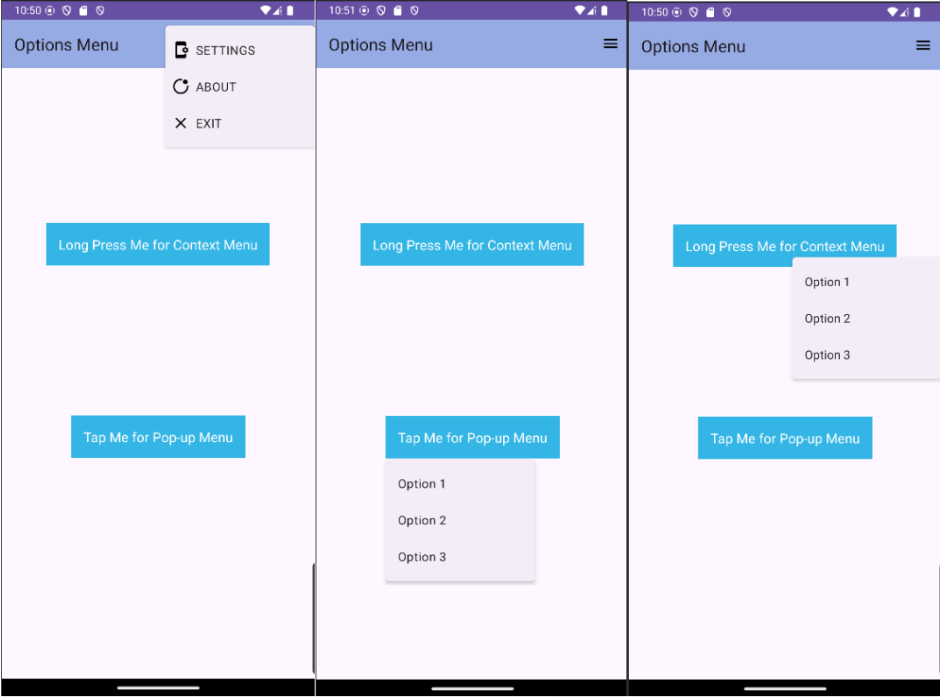 10:50
Options Menu
SETTINGS
ABOUT
EXIT
Long Press Me for Context Menu
Tap Me for Pop-up Menu
10:51
Options Menu
Long Press Me for Context Menu
Tap Me for Pop-up Menu
Option 1
Option 2
Option 3
10:50
Options Menu
Long Press Me for Context Menu
Option 1
Option 2
Option 3
Tap Me for Pop-up Menu